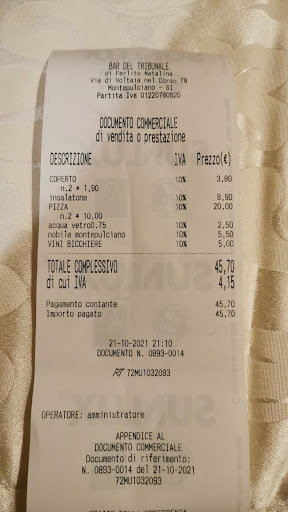 BAR DEL TRIBUNALE
di Ferlito Natalina
Via di Voltaia nel Corso 78
Montepulciano - SI
Partita Iva 01220780520
DOCUMENTO COMMERCIALE
di vendita o prestazione
DESCRIZIONE IVA Prezzo(€)
COPERTO 10% 3,80
n.2 * 1,90
insalatone 10% 8,90
PIZZA 10% 20,00
n.2 * 10,00
acqua vetro0.75 10% 2,50
nobile montepulciano 10% 5,50
VINI BICCHIERE 10% 5,00
TOTALE COMPLESSIVO 45,70
di cui IVA 4,15
Pagamento contante 45,70
Importo pagato 45,70
21-10-2021 21:10
DOCUMENTO N. 0893-0014
RT 72MU1032093
OPERATORE: amministratore
APPENDICE AL
DOCUMENTO COMMERCIALE
Documento di riferimento:
N. 0893-0014 del 21-10-2021
72MU1032093